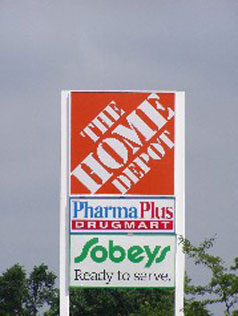 THE
HOME
DEPOT
PharmaPlus
DRUGMART
Sobeys
Ready to serve.